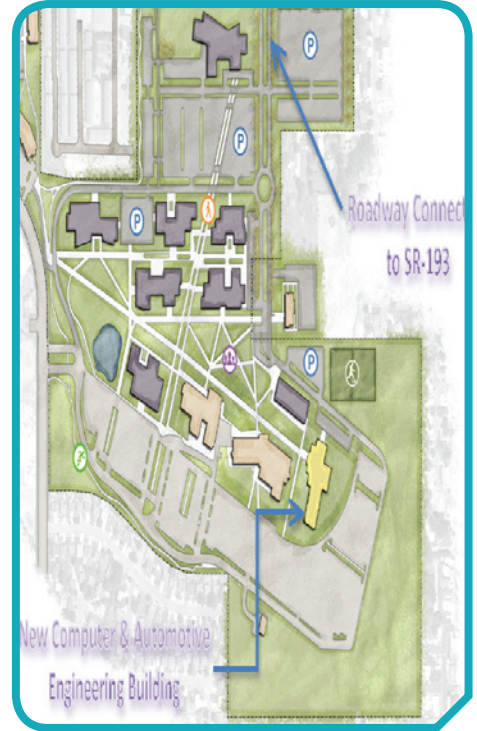 P
P
P
Roadway Connect
to SR-193
P
New Computer & Automotive
Engineering Building